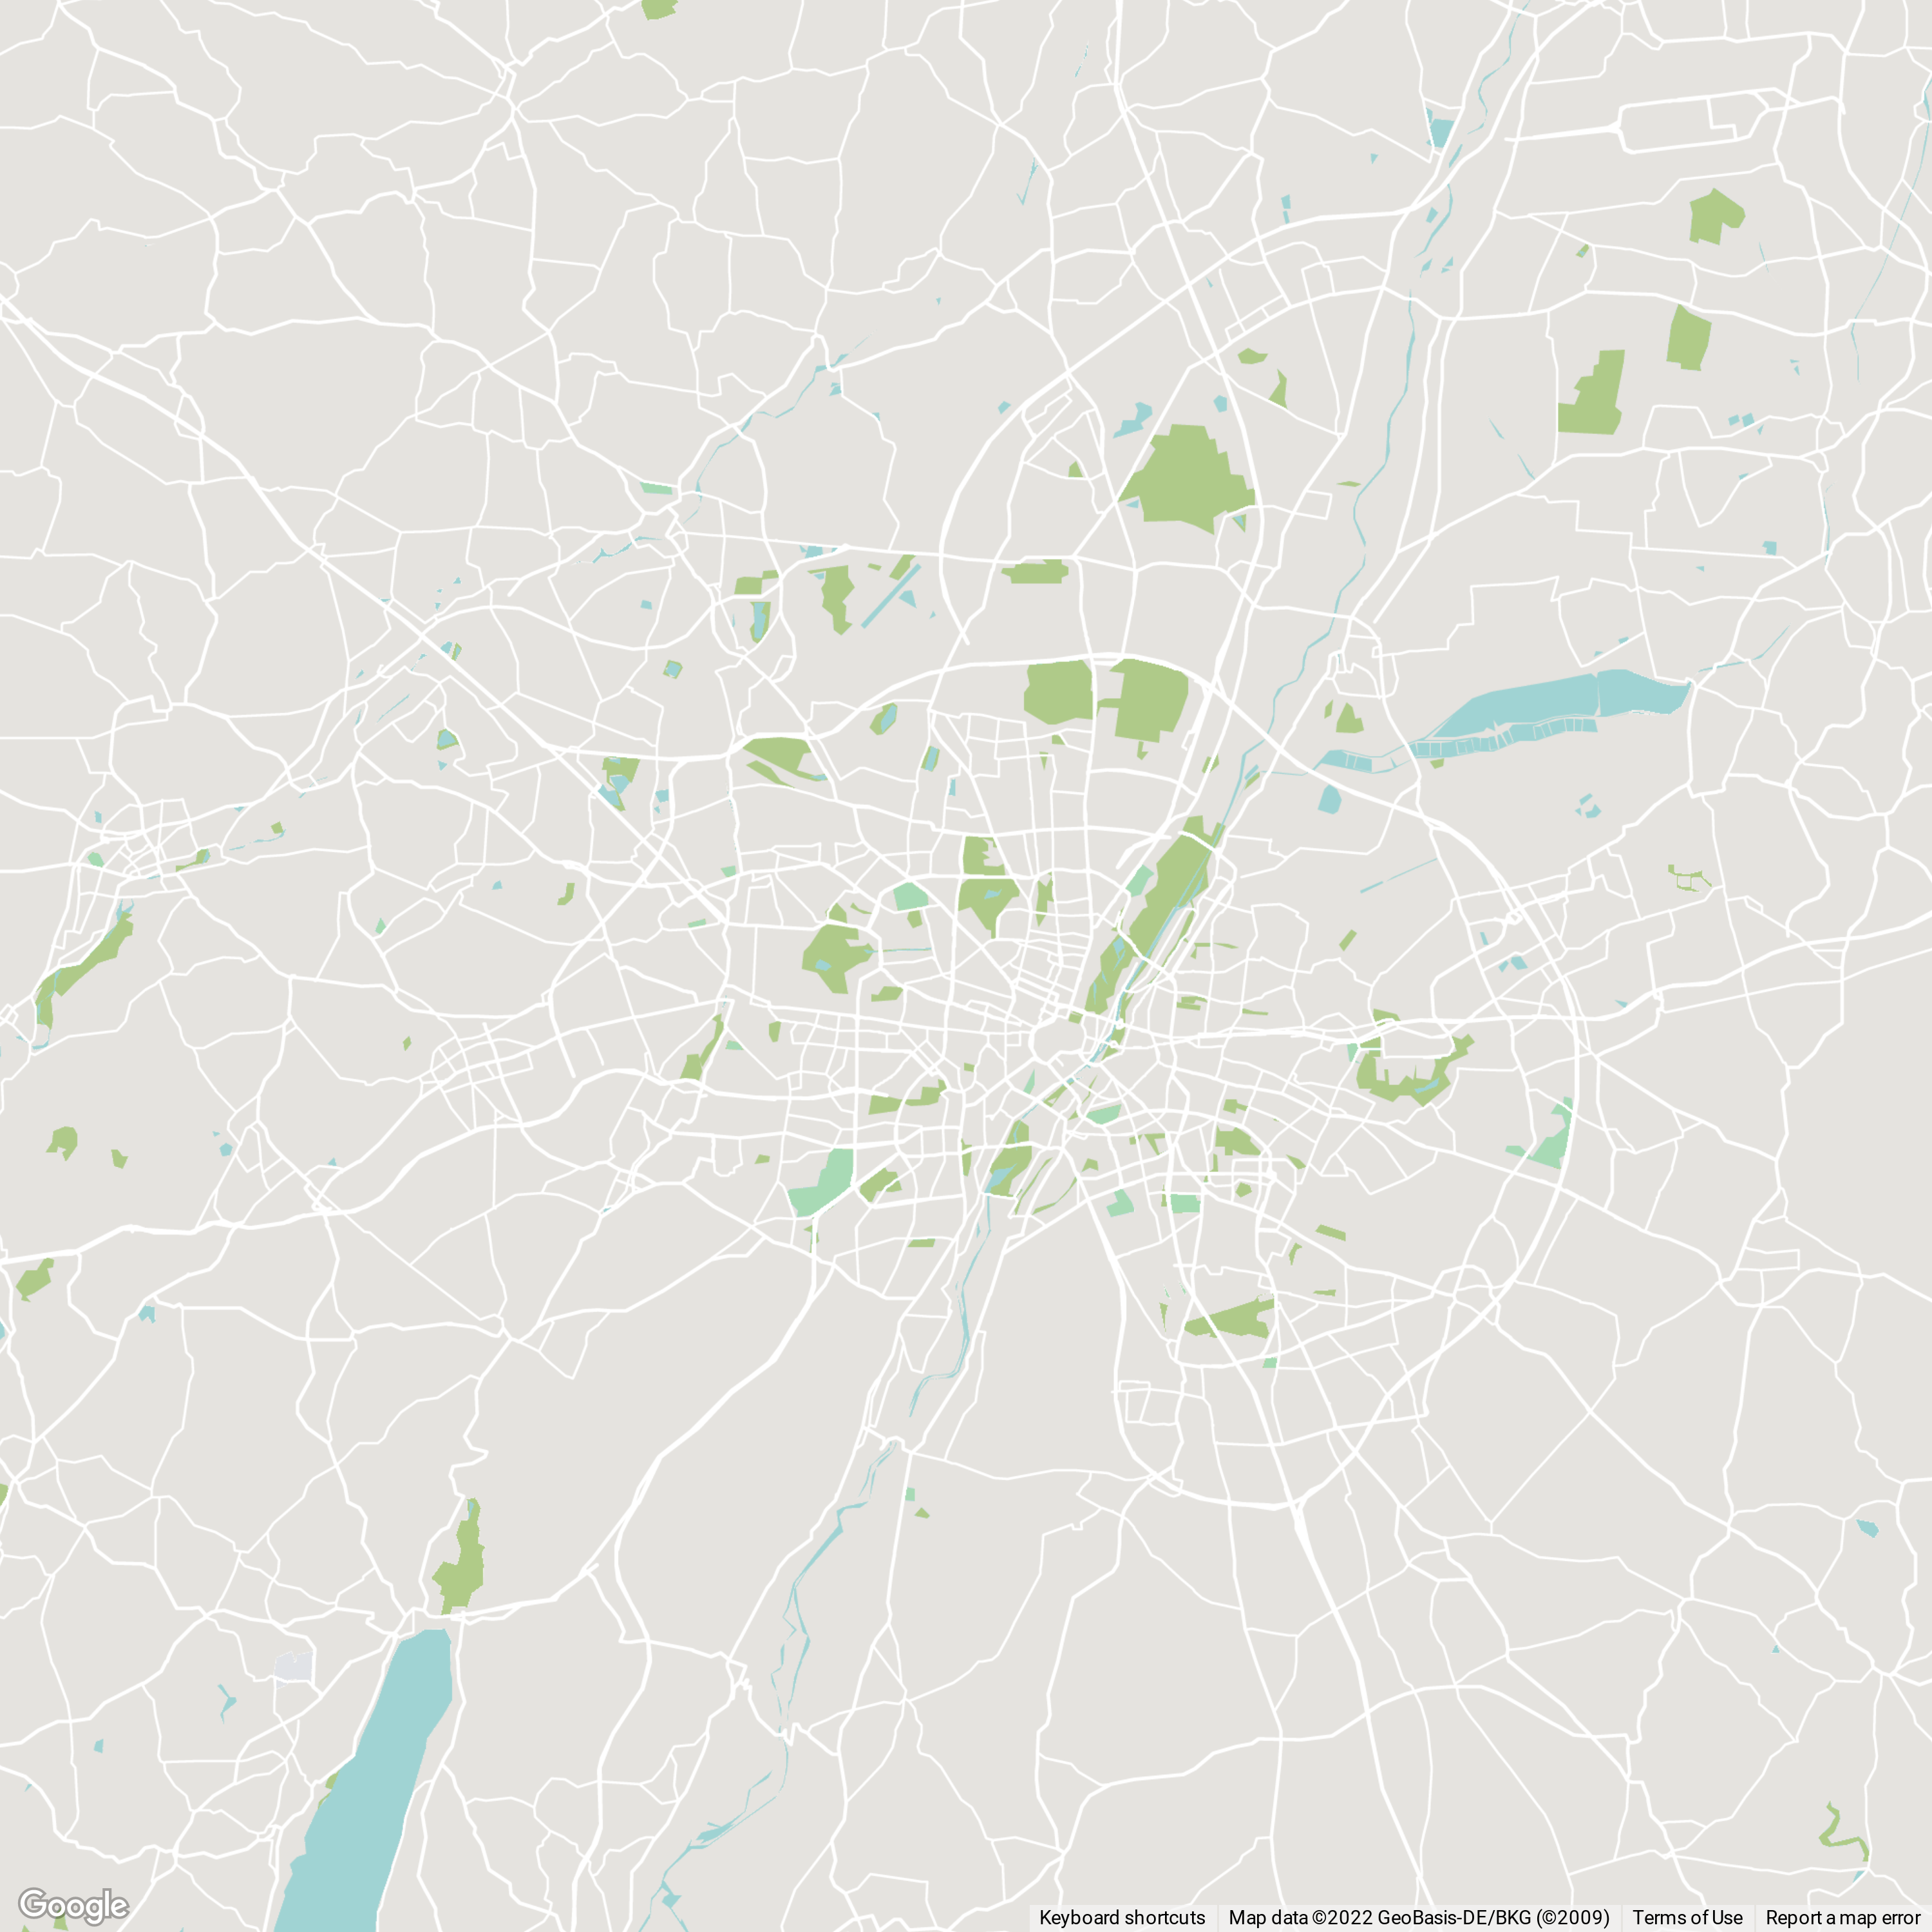 Google
Keyboard shortcuts
Map data ©2022 GeoBasis-DE/BKG (©2009)
Terms of Use
Report a map error